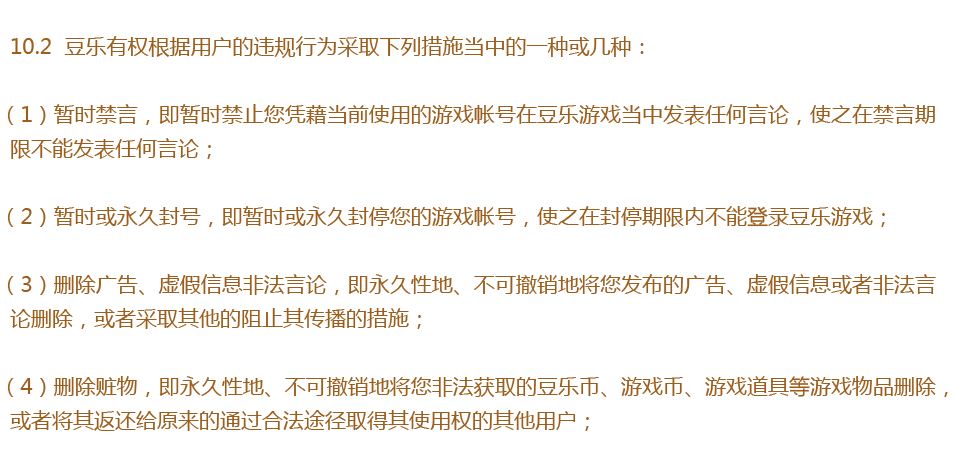 10.2 豆乐有权根据用户的违规行为采取下列措施当中的一种或几种：
（1）暂时禁言，即暂时禁止您凭藉当前使用的游戏帐号在豆乐游戏当中发表任何言论，使之在禁言期
限不能发表任何言论；
（2）暂时或永久封号，即暂时或永久封停您的游戏帐号，使之在封停期限内不能登录豆乐游戏；
（3）删除广告、虚假信息非法言论，即永久性地、不可撤销地将您发布的广告、虚假信息或者非法言
论删除，或者采取其他的阻止其传播的措施；
（4）删除赃物，即永久性地、不可撤销地将您非法获取的豆乐币、游戏币、游戏道具等游戏物品删除，
或者将其返还给原来的通过合法途径取得其使用权的其他用户；